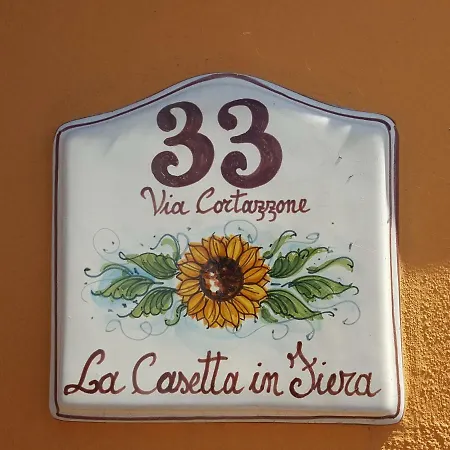 33
Via Cortazzone
La Casetta in Fiera